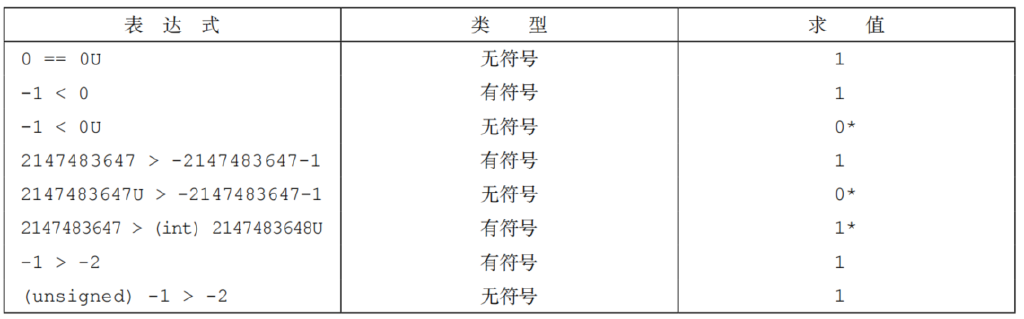 表 达 式 类 型 求 值
0 == 0U 无符号 1
-1 < 0 有符号 1
-1 < 0U 无符号 0*
2147483647 > -2147483647-1 有符号 1
2147483647U > -2147483647-1 无符号 0*
2147483647 > (int) 2147483648U 有符号 1*
-1 > -2 有符号 1
(unsigned) -1 > -2 无符号 1